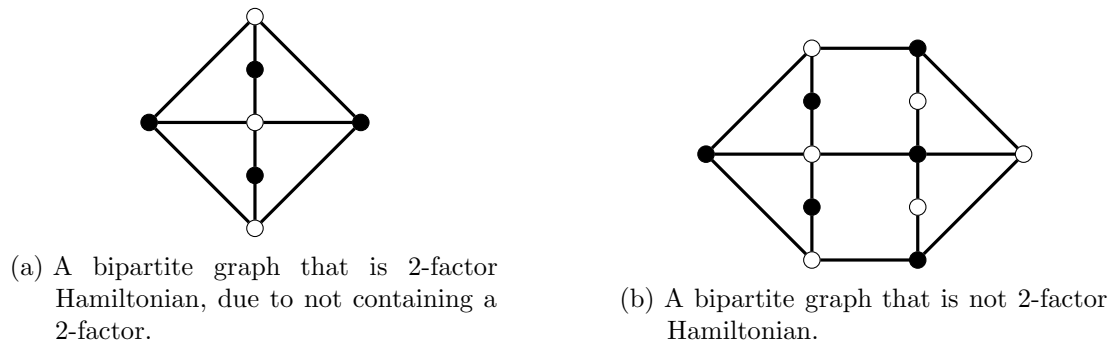 (a) A bipartite graph that is 2-factor
Hamiltonian, due to not containing a
2-factor.
(b) A bipartite graph that is not 2-factor
Hamiltonian.